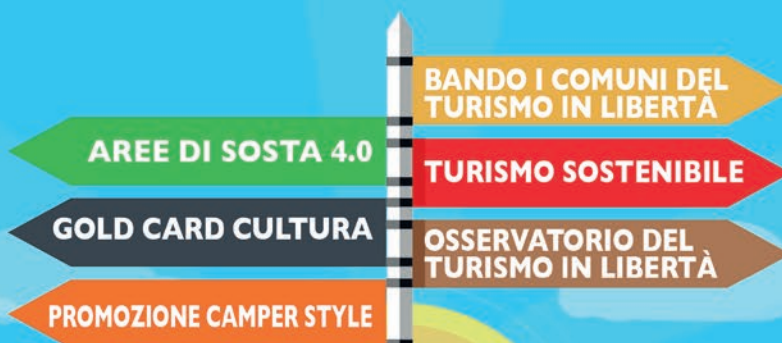 BANDO I COMUNI DEL
TURISMO IN LIBERTÀ
AREE DI SOSTA 4.0
TURISMO SOSTENIBILE
GOLD CARD CULTURA
OSSERVATORIO DEL
TURISMO IN LIBERTÀ
PROMOZIONE CAMPER STYLE